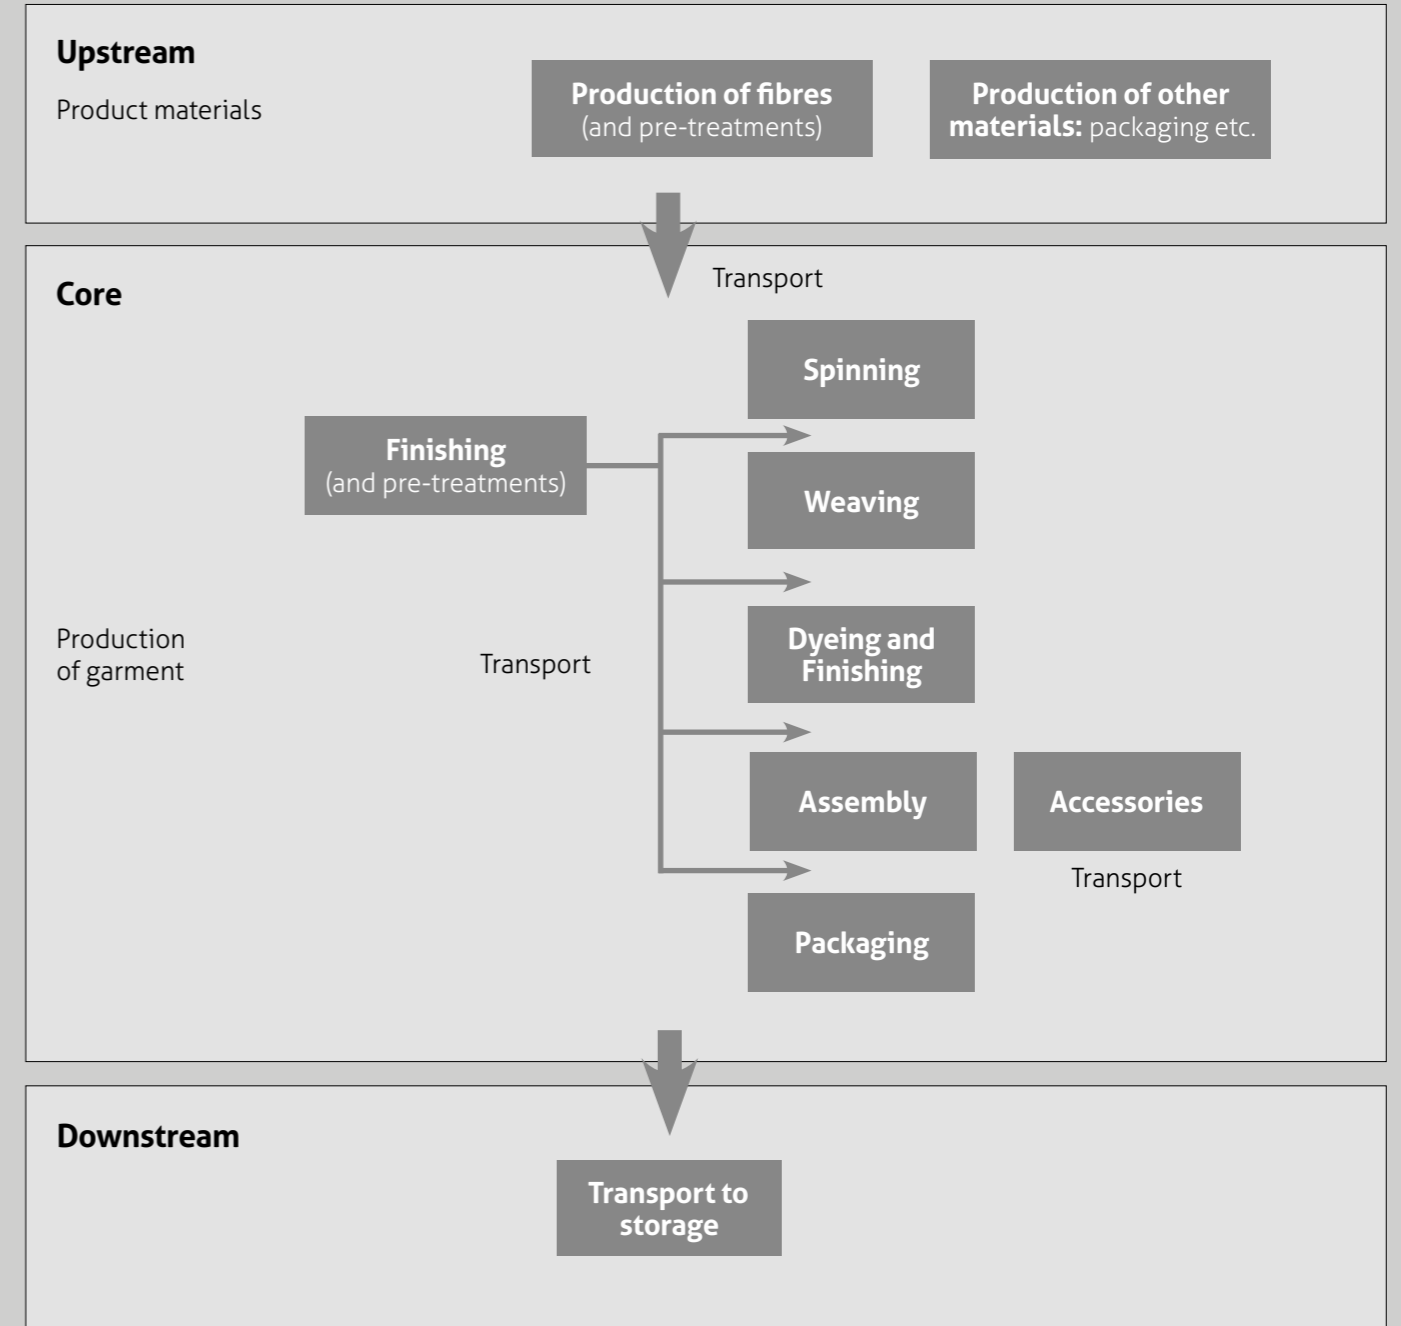 Upstream
Product materials
Production of fibres
(and pre-treatments)
Production of other
materials: packaging etc.
Core
Transport
Spinning
Finishing
(and pre-treatments)
Weaving
Production
of garment
Transport
Dyeing and
Finishing
Assembly
Accessories
Transport
Packaging
Downstream
Transport to
storage